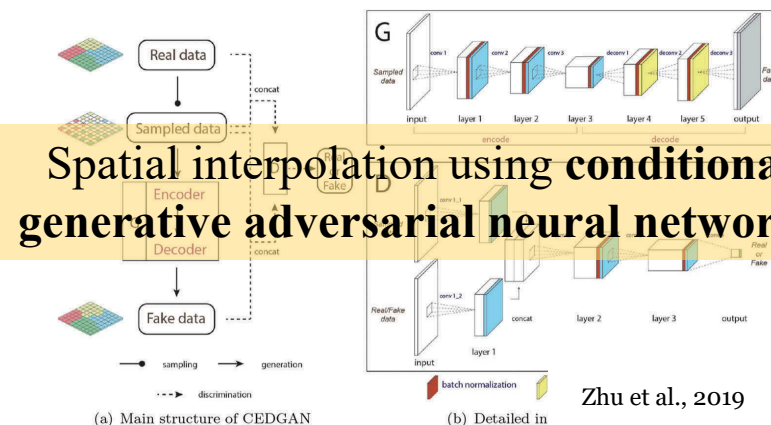 Real data
concat
Sampled data
Encoder
Decoder
D
Real
or
Fake
concat
Fake data
sampling
generation
discrimination
(a) Main structure of CEDGAN
G
conv 1
conv 2
conv 3
deconv 1
deconv 2
deconv 3
Sampled
data
input
layer 1
layer 2
layer 3
layer 4
layer 5
output
encode
decode
Spatial interpolation using conditiona
generative adversarial neural networ
D
conv 1_1
Real/Fake
data
conv 1_2
concat
input
layer 1
layer 2
layer 3
output
Real
or
Fake
batch normalization
(b) Detailed in
Zhu et al., 2019